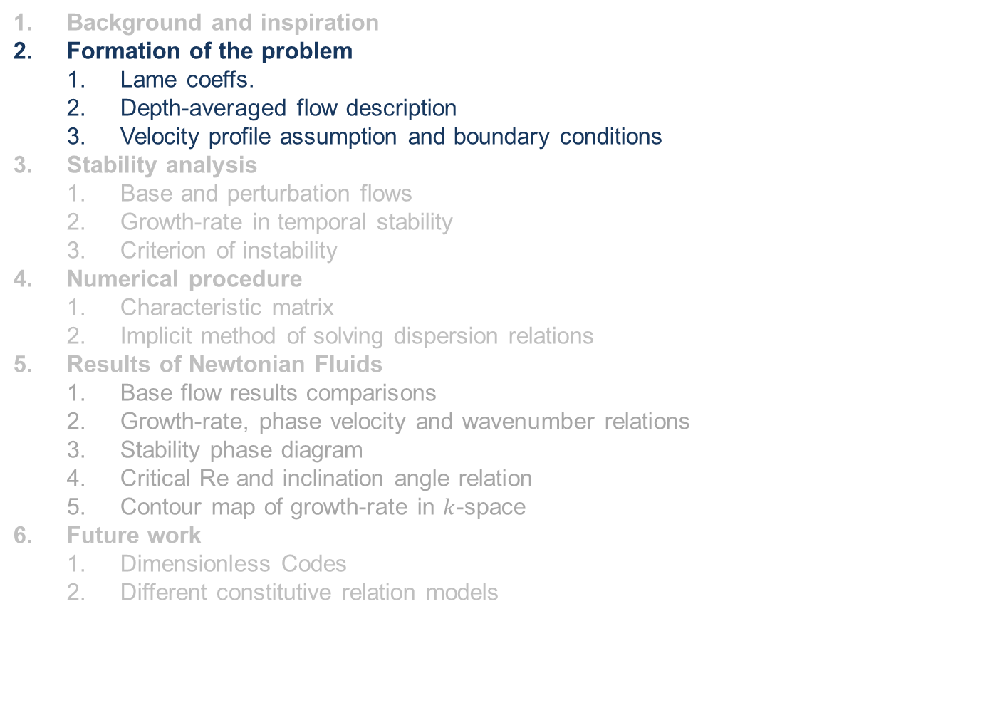 1. Background and inspiration
2. Formation of the problem
1. Lame coeffs.
2. Depth-averaged flow description
3. Velocity profile assumption and boundary conditions
3. Stability analysis
1. Base and perturbation flows
2. Growth-rate in temporal stability
3. Criterion of instability
4. Numerical procedure
1. Characteristic matrix
2. Implicit method of solving dispersion relations
5. Results of Newtonian Fluids
1. Base flow results comparisons
2. Growth-rate, phase velocity and wavenumber relations
3. Stability phase diagram
4. Critical Re and inclination angle relation
5. Contour map of growth-rate in k-space
6. Future work
1. Dimensionless Codes
2. Different constitutive relation models